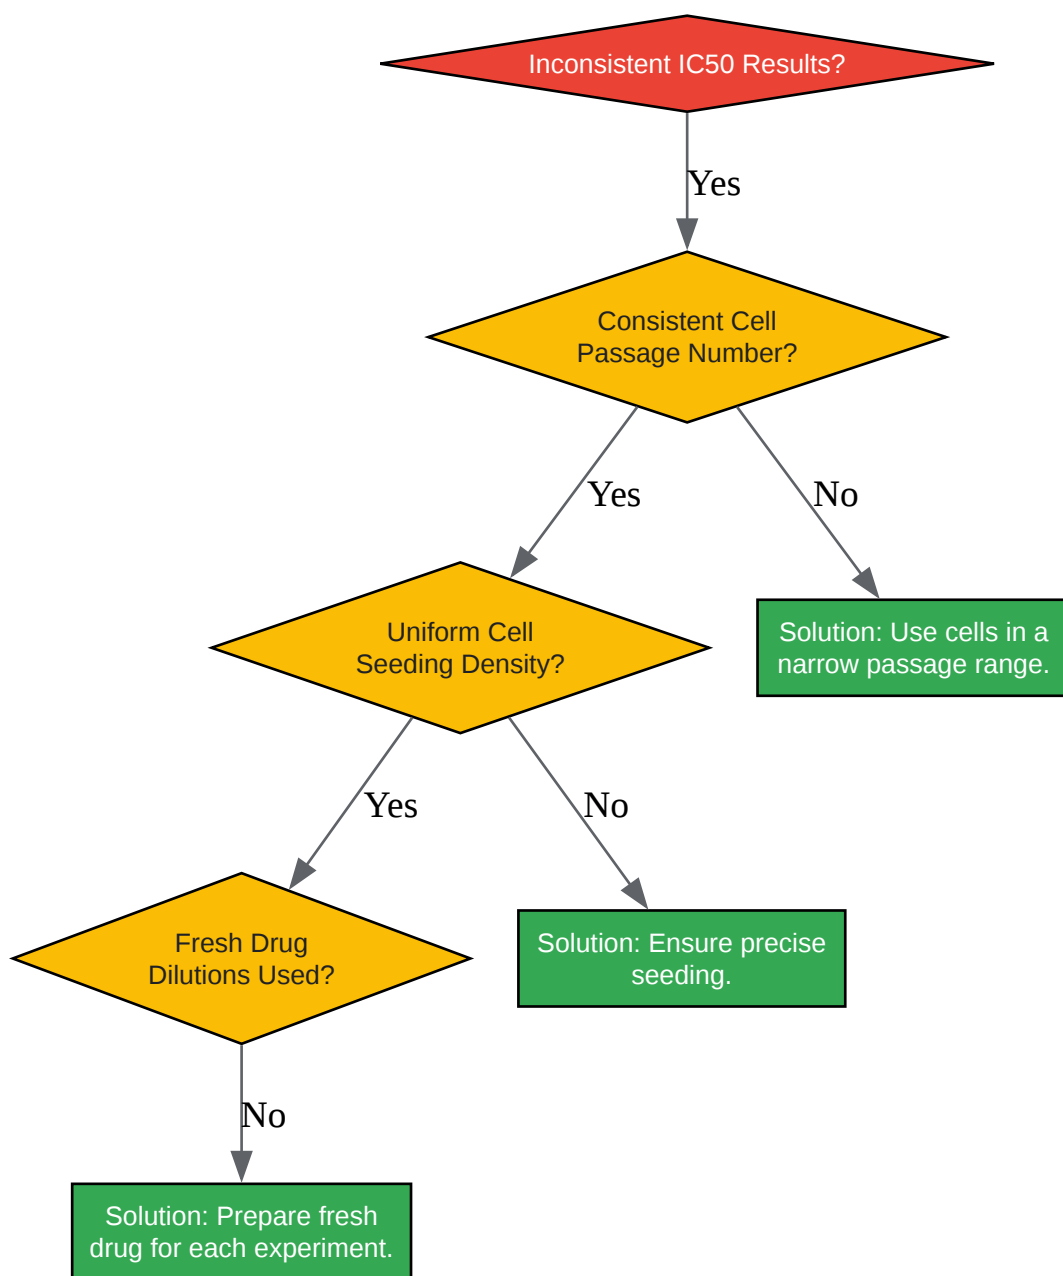 Inconsistent IC50 Results?
Yes
Consistent Cell
Passage Number?
Yes
No
Uniform Cell
Seeding Density?
Solution: Use cells in a
narrow passage range.
Yes
No
Fresh Drug
Dilutions Used?
Solution: Ensure precise
seeding.
No
Solution: Prepare fresh
drug for each experiment.